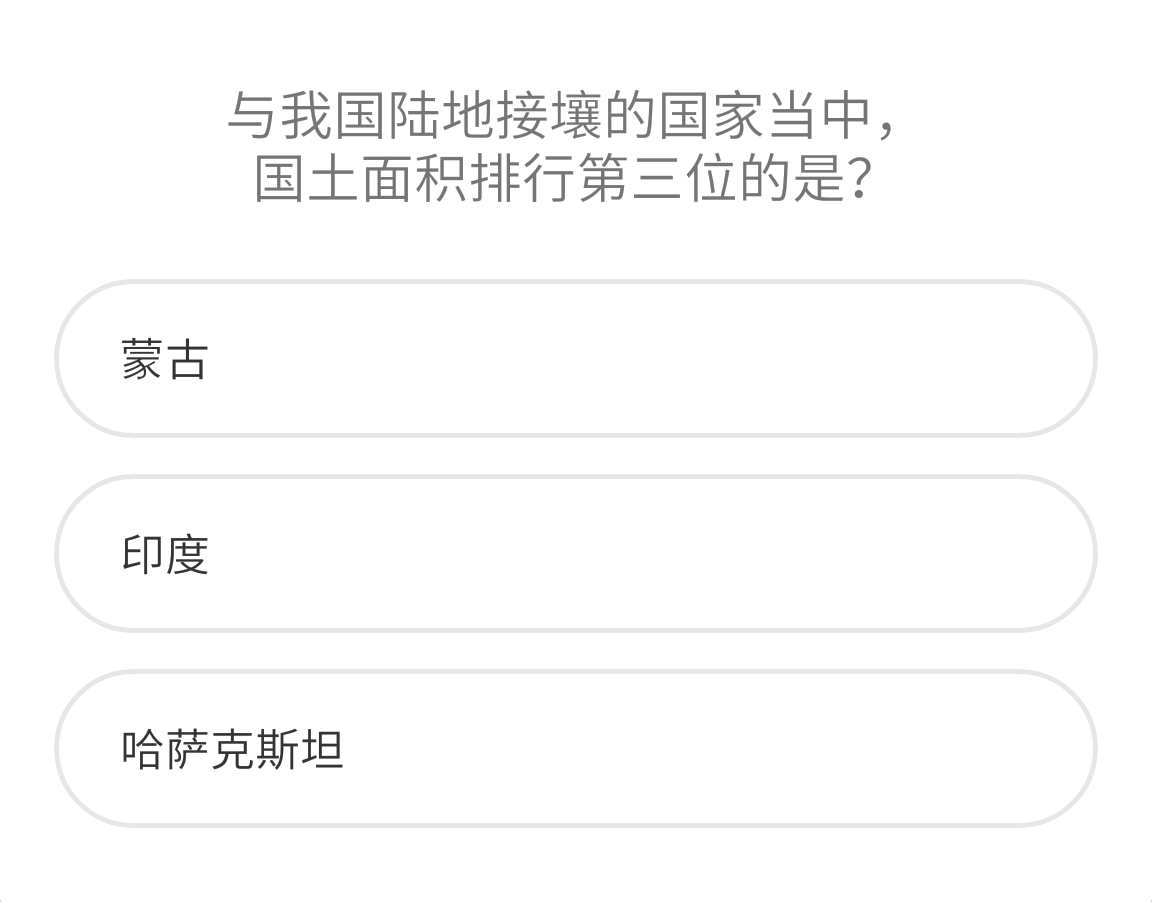 与我国陆地接壤的国家当中，
国土面积排行第三位的是？
蒙古
印度
哈萨克斯坦